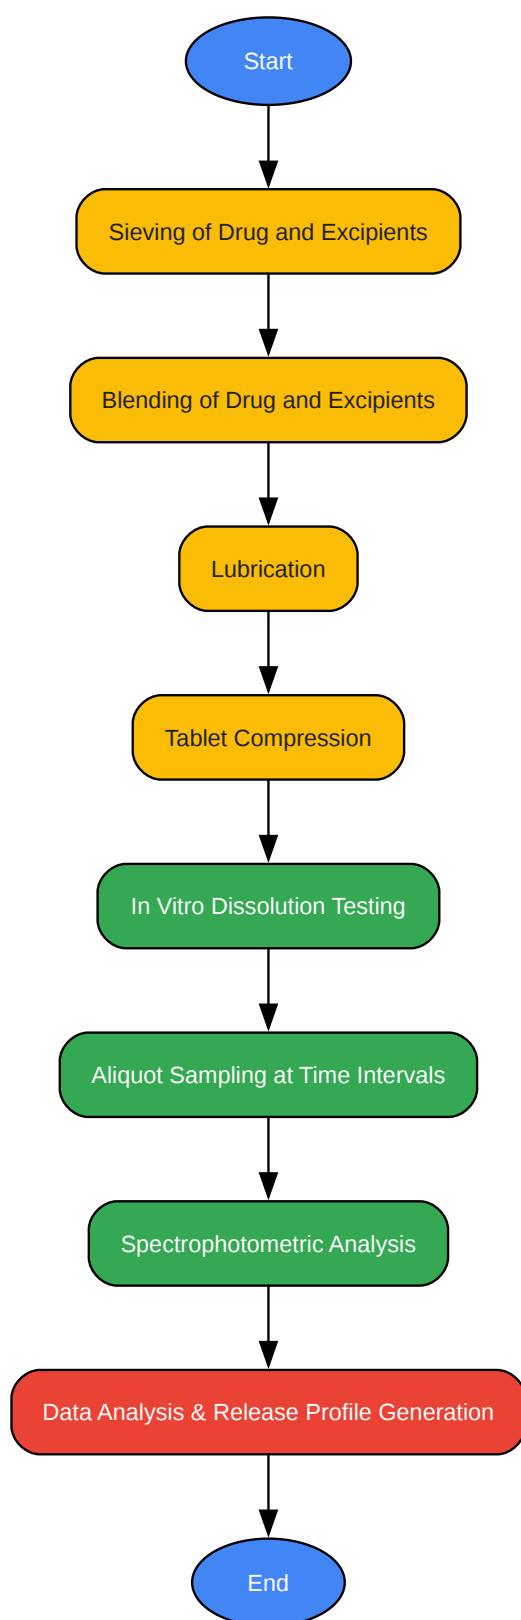 Start
Sieving of Drug and Excipients
Blending of Drug and Excipients
Lubrication
Tablet Compression
In Vitro Dissolution Testing
Aliquot Sampling at Time Intervals
Spectrophotometric Analysis
Data Analysis & Release Profile Generation
End